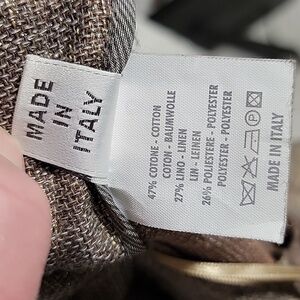 MADE
IN
ITALY
47% COTONE - COTTON
COTON - BAUMWOLLE
27% LINO - LINEN
LIN - LEINEN
26% POLIESTERE - POLYESTER
POLYESTER - POLYESTER
MADE IN ITALY